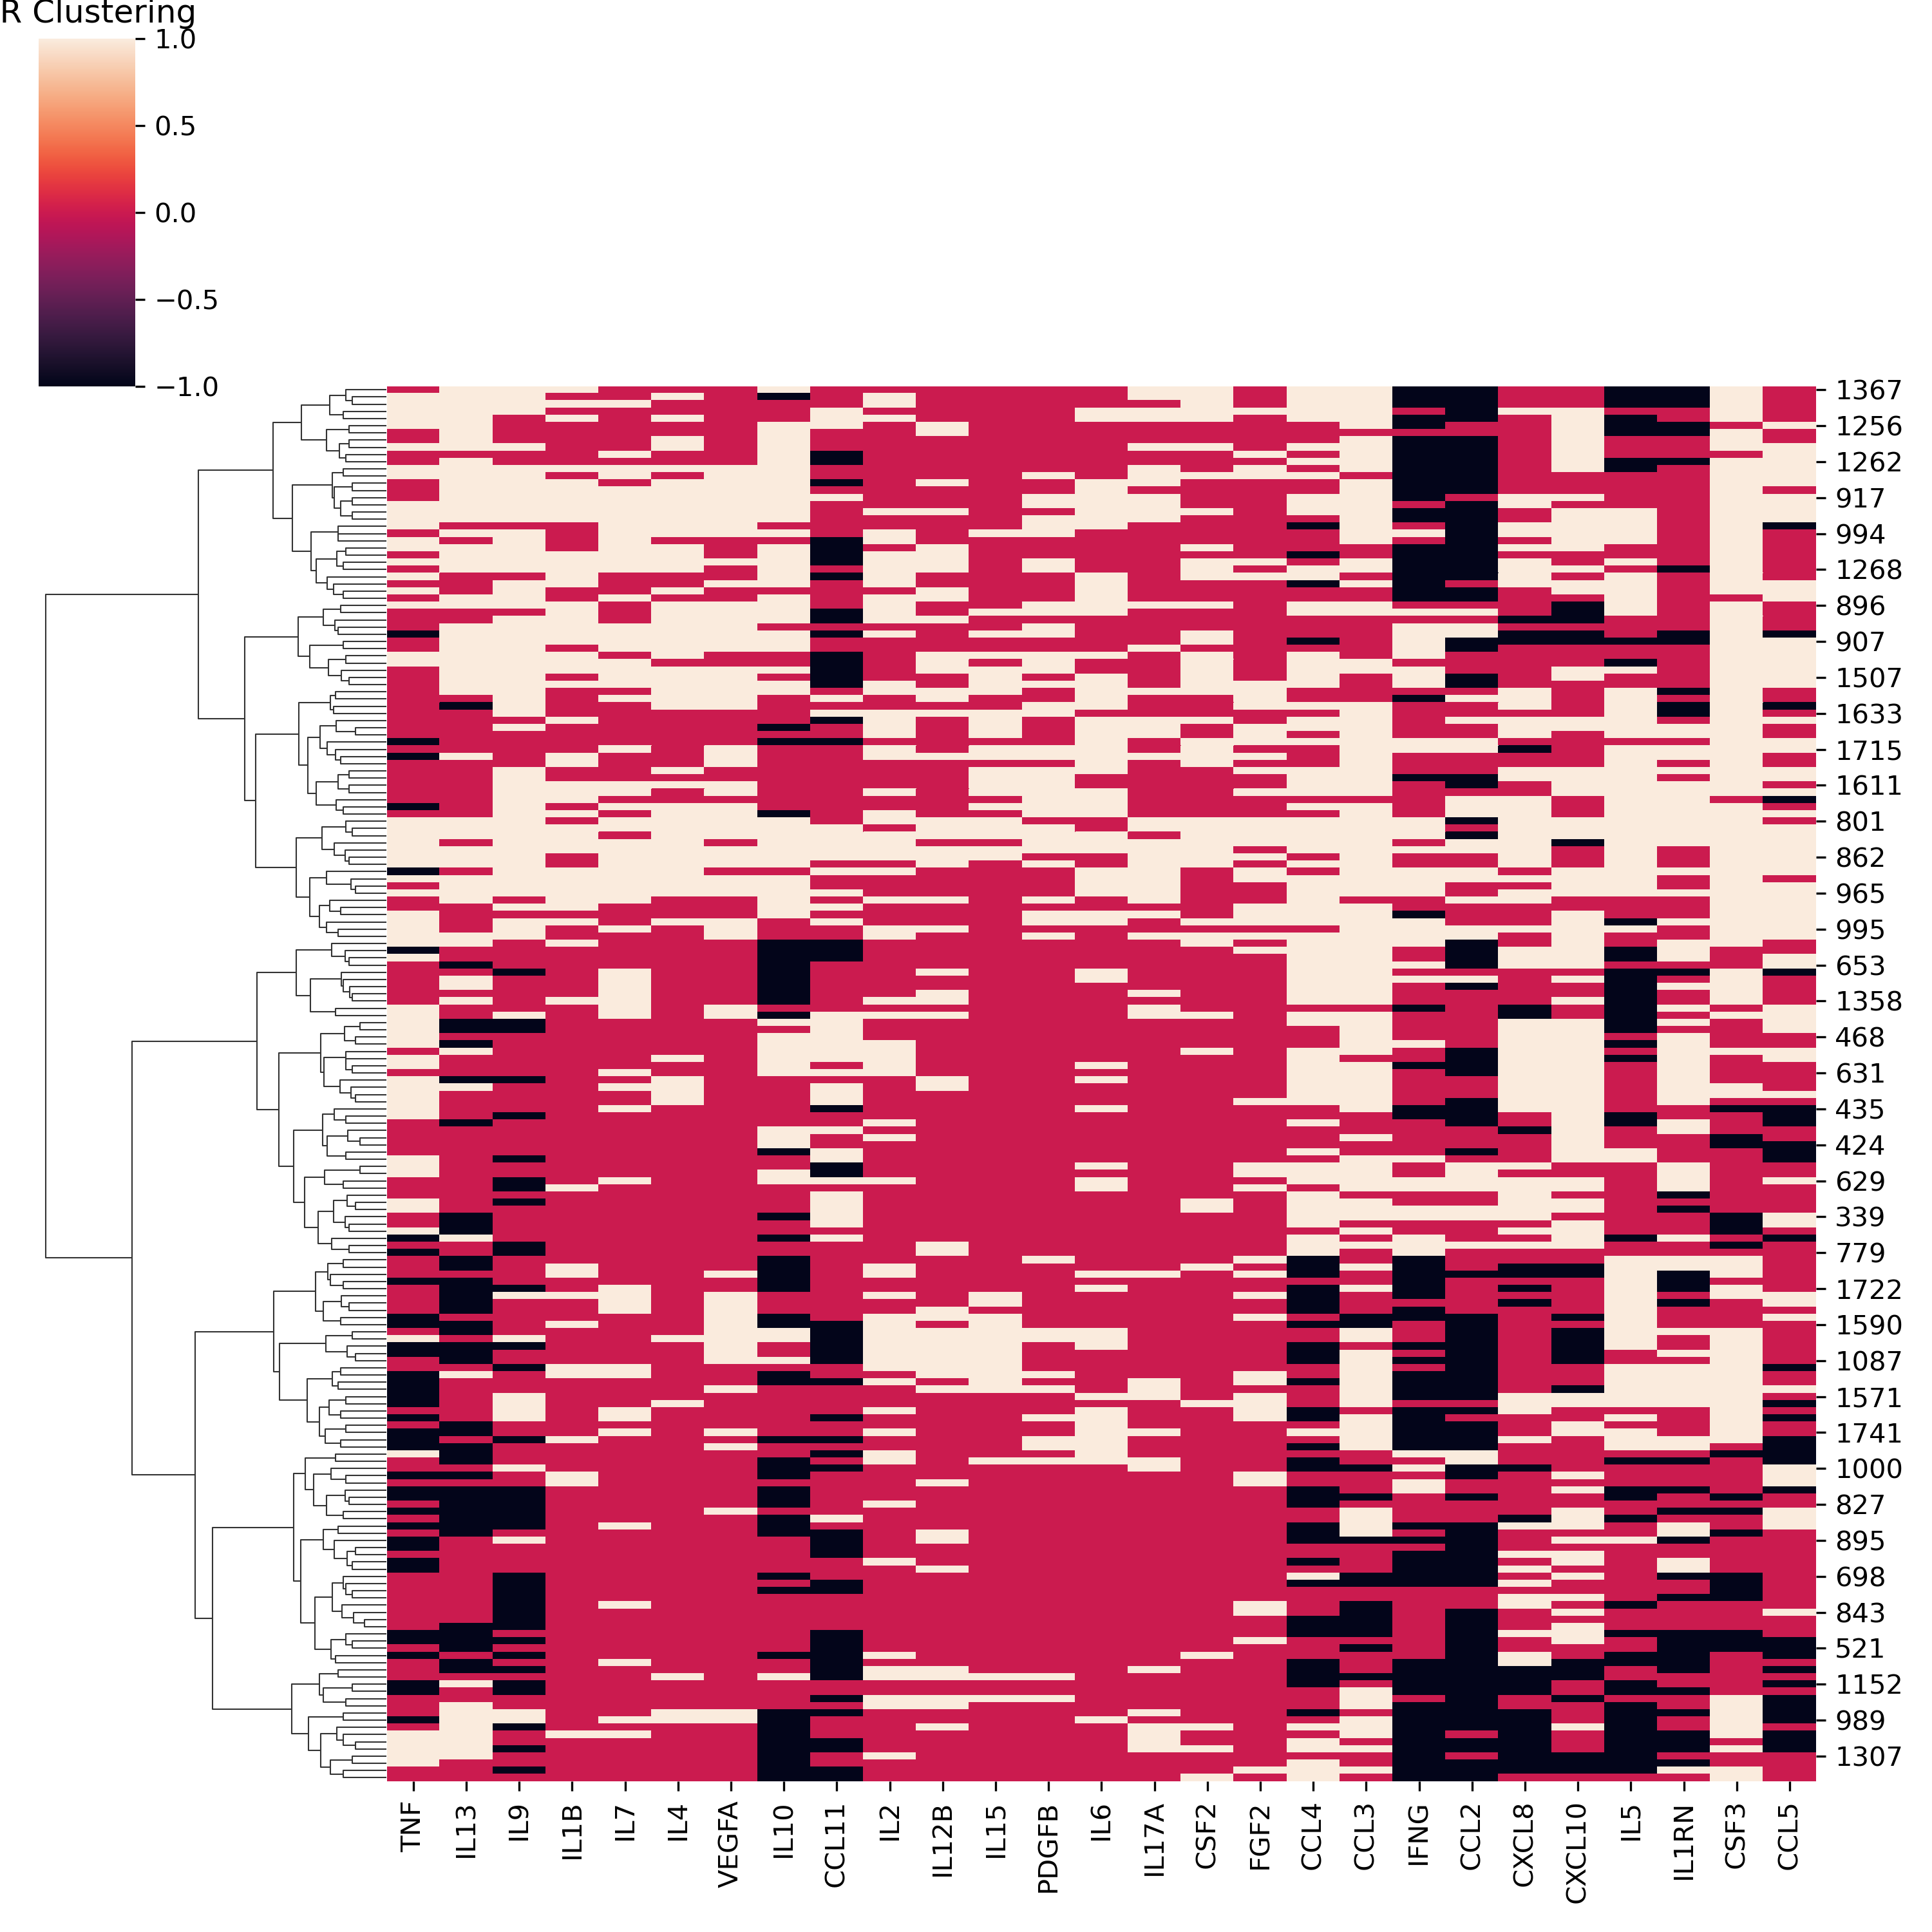 R Clustering
1.0
0.5
0.0
−0.5
−1.0
1367
1256
1262
917
994
1268
896
907
1507
1633
1715
1611
801
862
965
995
653
1358
468
631
435
424
629
339
779
1722
1590
1087
1571
1741
1000
827
895
698
843
521
1152
989
1307
TNF
IL13
IL9
IL1B
IL7
IL4
VEGFA
IL10
CCL11
IL2
IL12B
IL15
PDGFB
IL6
IL17A
CSF2
FGF2
CCL4
CCL3
IFNG
CCL2
CXCL8
CXCL10
IL5
IL1RN
CSF3
CCL5